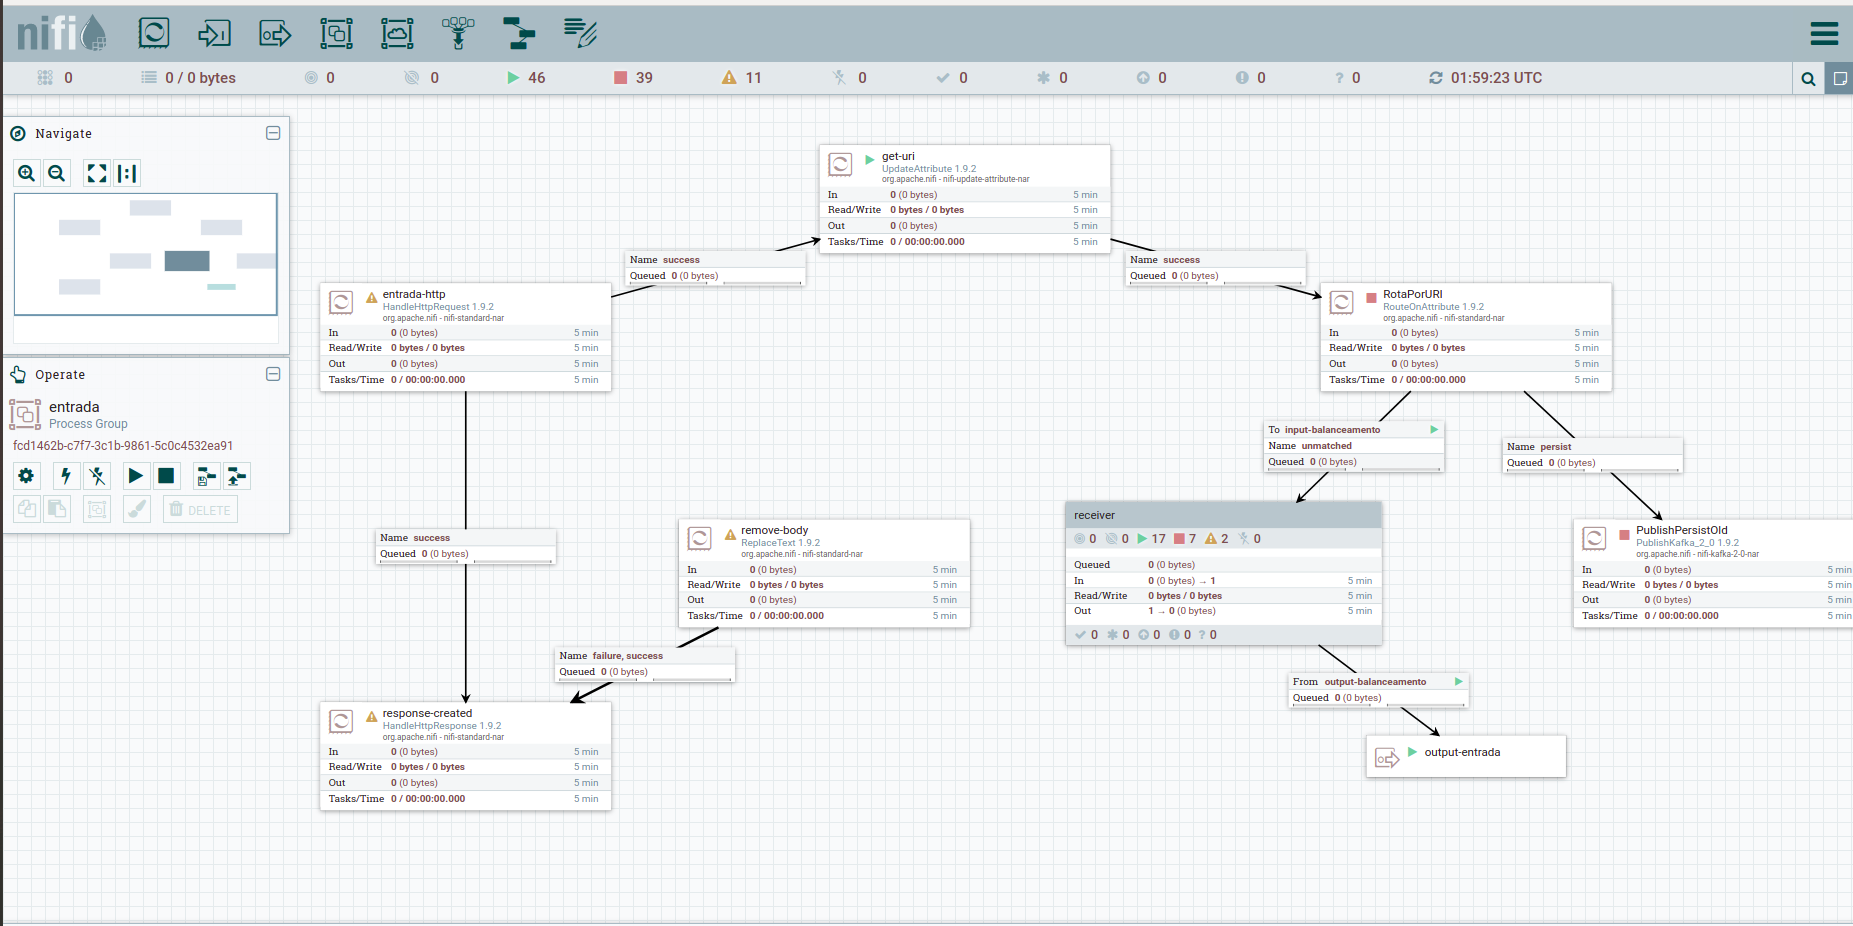 nifi
0
0 / 0 bytes
0
0
46
39
11
0
0
0
0
0
? 0
01:59:23 UTC
Navigate
Operate
entrada
Process Group
fcd1462b-c7f7-3c1b-9861-5c0c4532ea91
DELETE
get-uri
UpdateAttribute 1.9.2
org.apache.nifi - nifi-update-attribute-nar
In 0 (0 bytes) 5 min
Read/Write 0 bytes / 0 bytes 5 min
Out 0 (0 bytes) 5 min
Tasks/Time 0 / 00:00:00.000 5 min
Name success
Queued 0 (0 bytes)
Name success
Queued 0 (0 bytes)
entrada-http
HandleHttpRequest 1.9.2
org.apache.nifi - nifi-standard-nar
In 0 (0 bytes) 5 min
Read/Write 0 bytes / 0 bytes 5 min
Out 0 (0 bytes) 5 min
Tasks/Time 0 / 00:00:00.000 5 min
RotaPorURI
RouteOnAttribute 1.9.2
org.apache.nifi - nifi-standard-nar
In 0 (0 bytes) 5 min
Read/Write 0 bytes / 0 bytes 5 min
Out 0 (0 bytes) 5 min
Tasks/Time 0 / 00:00:00.000 5 min
To input-balanceamento
Name unmatched
Queued 0 (0 bytes)
Name persist
Queued 0 (0 bytes)
Name success
Queued 0 (0 bytes)
remove-body
ReplaceText 1.9.2
org.apache.nifi - nifi-standard-nar
In 0 (0 bytes) 5 min
Read/Write 0 bytes / 0 bytes 5 min
Out 0 (0 bytes) 5 min
Tasks/Time 0 / 00:00:00.000 5 min
receiver
0 0 17 7 2 0
Queued 0 (0 bytes)
In 0 (0 bytes) → 1 5 min
Read/Write 0 bytes / 0 bytes 5 min
Out 1 → 0 (0 bytes) 5 min
0 0 0 0 ? 0
PublishPersistOld
PublishKafka_2_0 1.9.2
org.apache.nifi - nifi-kafka-2-0-nar
In 0 (0 bytes) 5 min
Read/Write 0 bytes / 0 bytes 5 min
Out 0 (0 bytes) 5 min
Tasks/Time 0 / 00:00:00.000 5 min
Name failure, success
Queued 0 (0 bytes)
From output-balanceamento
Queued 0 (0 bytes)
response-created
HandleHttpResponse 1.9.2
org.apache.nifi - nifi-standard-nar
In 0 (0 bytes) 5 min
Read/Write 0 bytes / 0 bytes 5 min
Out 0 (0 bytes) 5 min
Tasks/Time 0 / 00:00:00.000 5 min
output-entrada